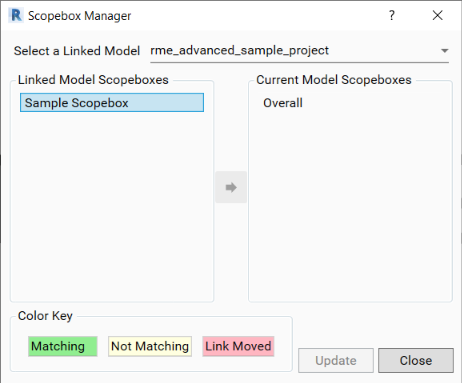 R Scopebox Manager ?
Select a Linked Model rme_advanced_sample_project
Linked Model Scopeboxes
Sample Scopebox
Current Model Scopeboxes
Overall
Color Key
Matching Not Matching Link Moved
Update Close